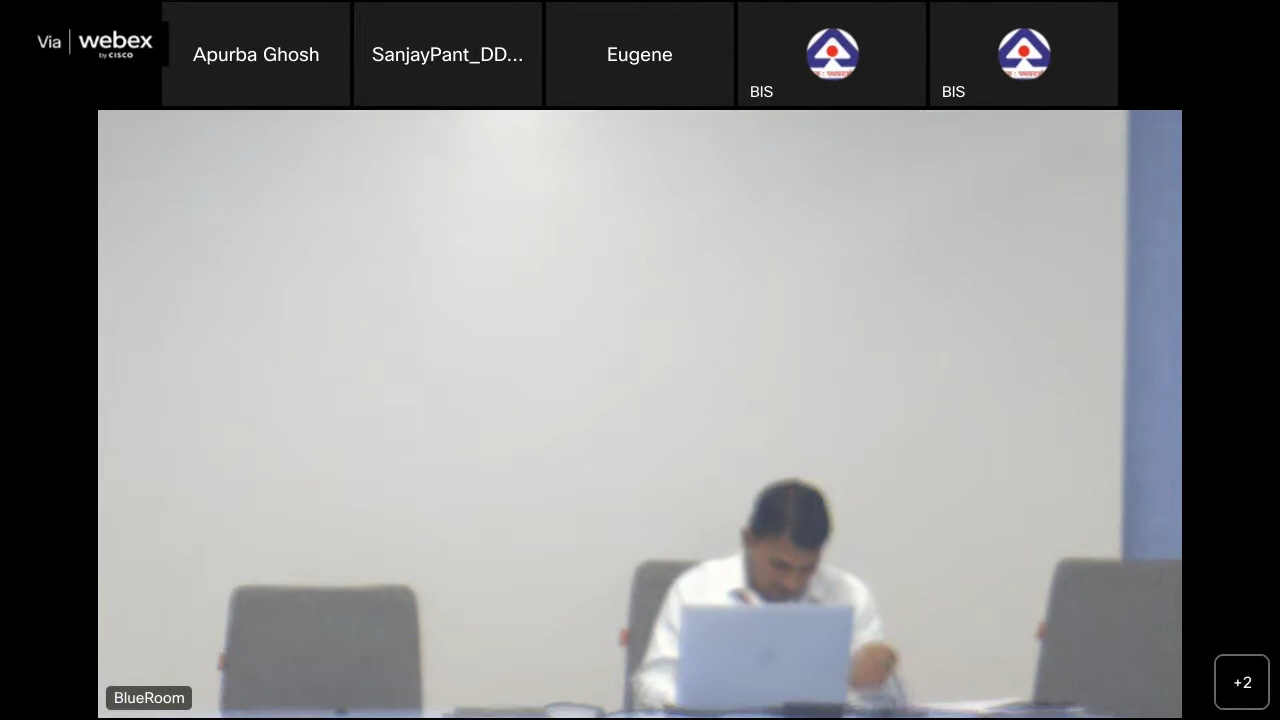 Via webex
by CISCO
Apurba Ghosh
SanjayPant_DD...
Eugene
BIS
BIS
BlueRoom
+2